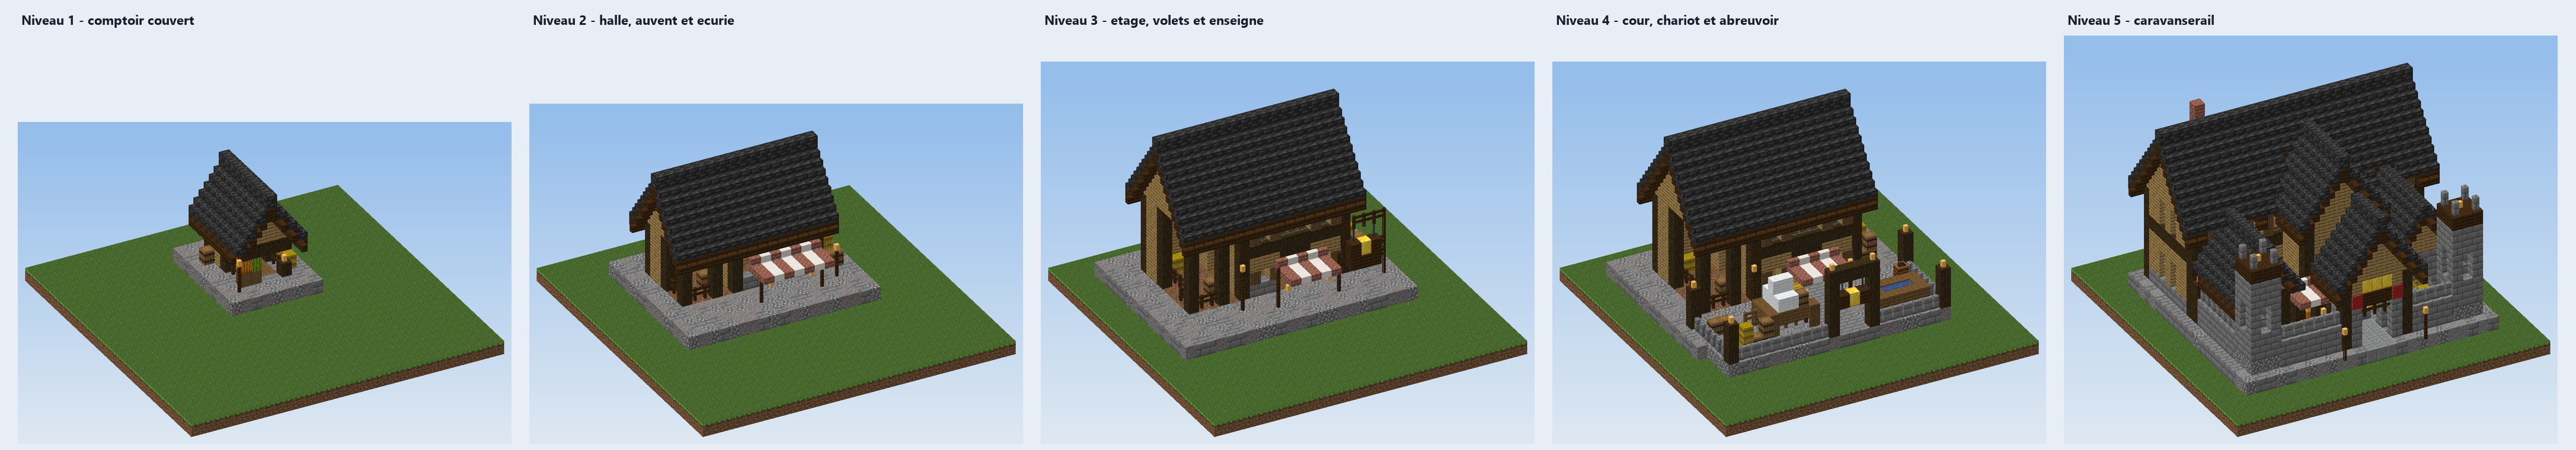 Niveau 1 - comptoir couvert
Niveau 2 - halle, auvent et ecurie
Niveau 3 - etage, volets et enseigne
Niveau 4 - cour, chariot et abreuvoir
Niveau 5 - caravanserail